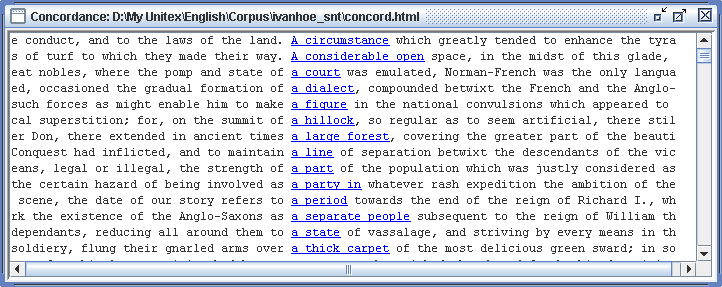 Concordance: D:\My Unitex\English\Corpus\ivanhoe_snt\concord.html
e conduct, and to the laws of the land. A circumstance which greatly tended to enhance the tyra
s of turf to which they made their way. A considerable open space, in the midst of this glade,
eat nobles, where the pomp and state of a court was emulated, Norman-French was the only langua
ed, occasioned the gradual formation of a dialect, compounded betwixt the French and the Anglo-
such forces as might enable him to make a figure in the national convulsions which appeared to
cal superstition; for, on the summit of a hillock, so regular as to seem artificial, there stil
er Don, there extended in ancient times a large forest, covering the greater part of the beauti
Conquest had inflicted, and to maintain a line of separation betwixt the descendants of the vic
eans, legal or illegal, the strength of a part of the population which was justly considered as
the certain hazard of being involved as a party in whatever rash expedition the ambition of the
scene, the date of our story refers to a period towards the end of the reign of Richard I., wh
rk the existence of the Anglo-Saxons as a separate people subsequent to the reign of William th
dependants, reducing all around them to a state of vassalage, and striving by every means in th
soldiery, flung their gnarled arms over a thick carpet of the most delicious green sward; in so